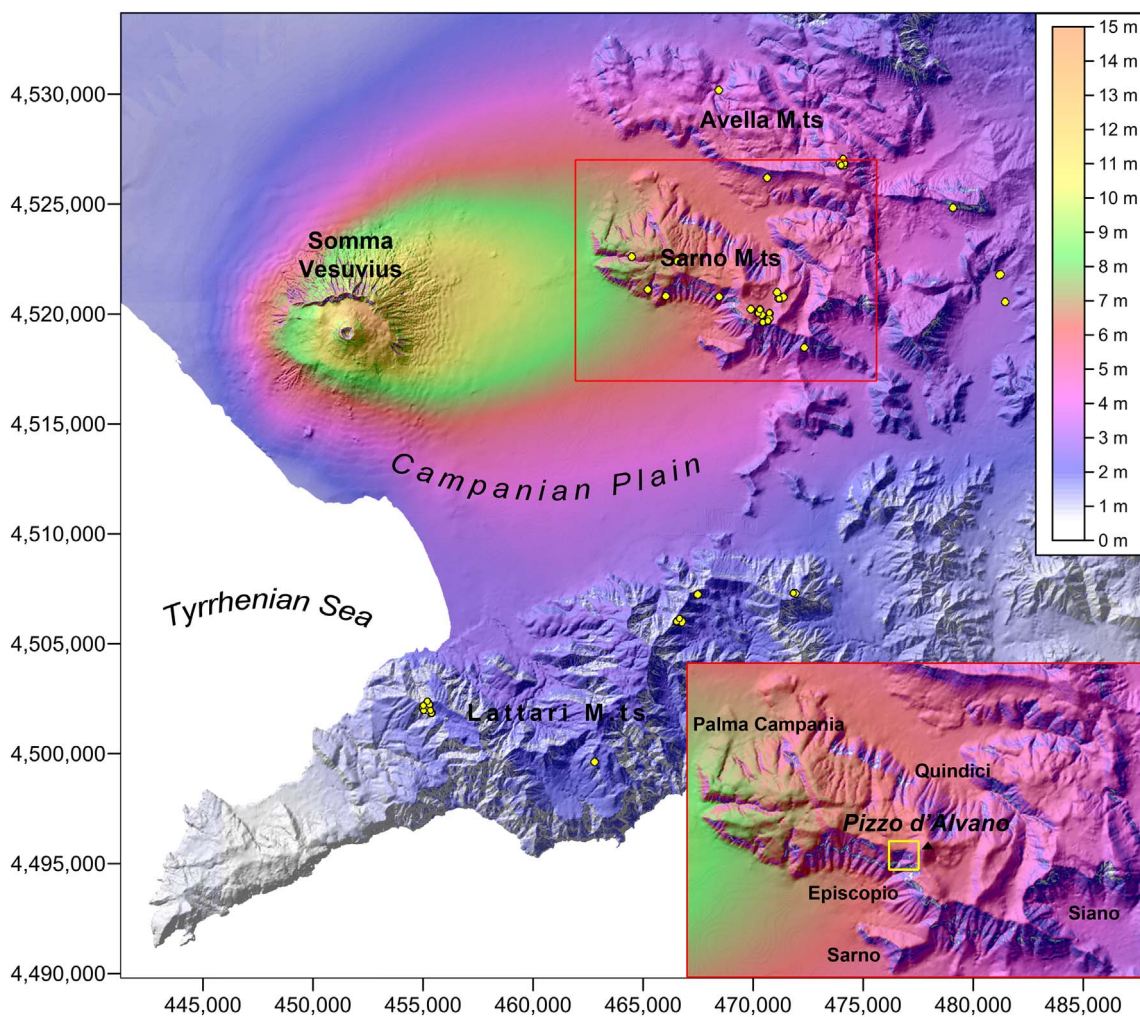 15 m
14 m
13 m
12 m
11 m
10 m
9 m
8 m
7 m
6 m
5 m
4 m
3 m
2 m
1 m
0 m
4,530,000
4,525,000
4,520,000
4,515,000
4,510,000
4,505,000
4,500,000
4,495,000
4,490,000
Avella M.ts
Somma
Vesuvius
Sarno M.ts
Campanian Plain
Tyrrhenian Sea
Lattari M.ts
Palma Campania
Quindici
Pizzo d'Alvano
Episcopio
Siano
Sarno
445,000
450,000
455,000
460,000
465,000
470,000
475,000
480,000
485,000